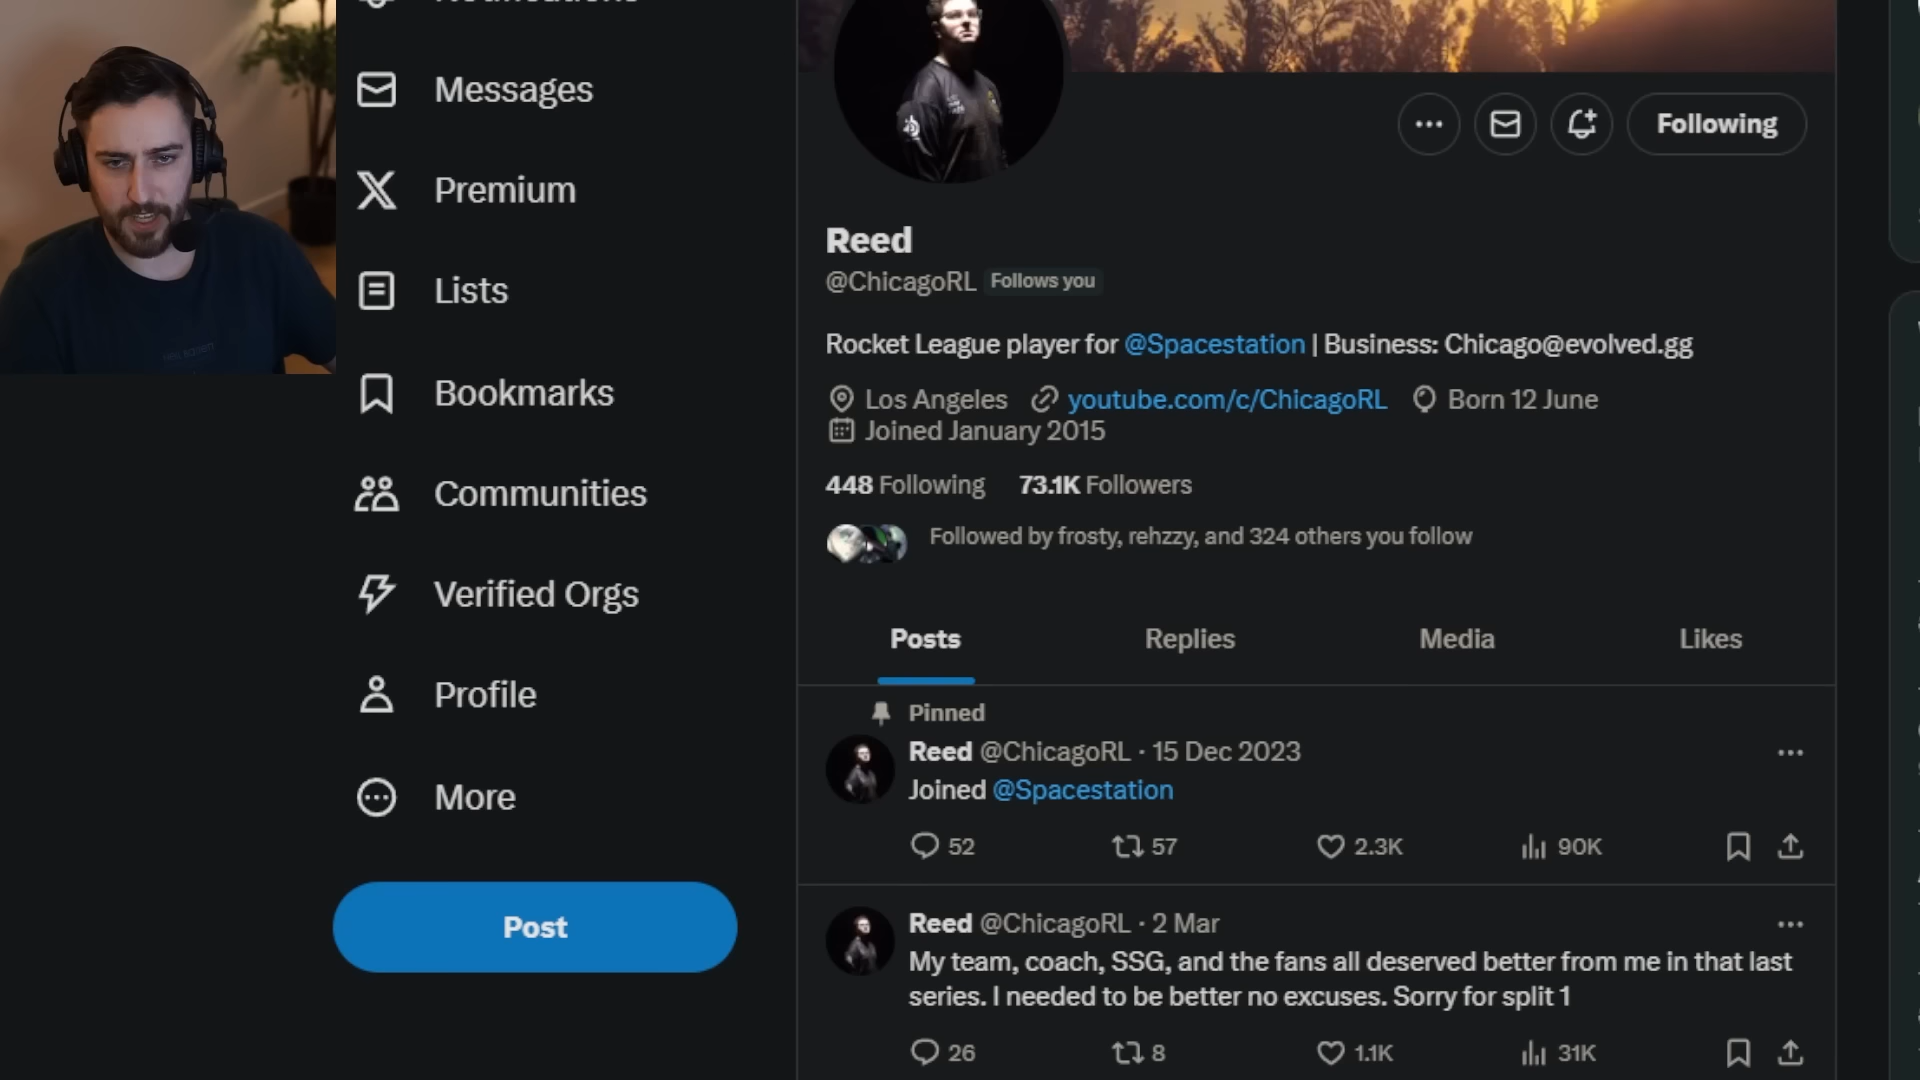 Notifications
Messages
Premium
Lists
Bookmarks
Communities
Verified Orgs
Profile
More
Post
Following
Reed
@ChicagoRL Follows you
Rocket League player for @Spacestation | Business: Chicago@evolved.gg
Los Angeles youtube.com/c/ChicagoRL Born 12 June
Joined January 2015
448 Following 73.1K Followers
Followed by frosty, rehzzy, and 324 others you follow
Posts Replies Media Likes
Pinned
Reed @ChicagoRL · 15 Dec 2023
Joined @Spacestation
52 57 2.3K 90K
Reed @ChicagoRL · 2 Mar
My team, coach, SSG, and the fans all deserved better from me in that last
series. I needed to be better no excuses. Sorry for split 1
26 8 1.1K 31K